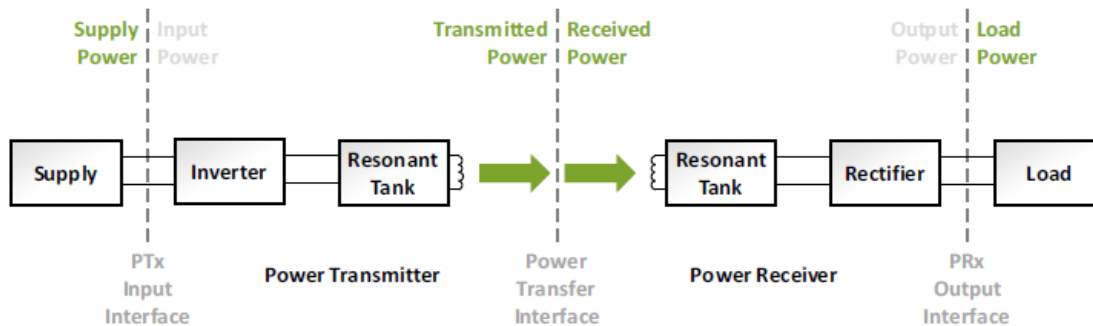 Supply
Power
Input
Power
Transmitted
Power
Received
Power
Output
Power
Load
Power
Supply
Inverter
Resonant
Tank
Resonant
Tank
Rectifier
Load
PTx
Input
Interface
Power Transmitter
Power
Transfer
Interface
Power Receiver
PRx
Output
Interface